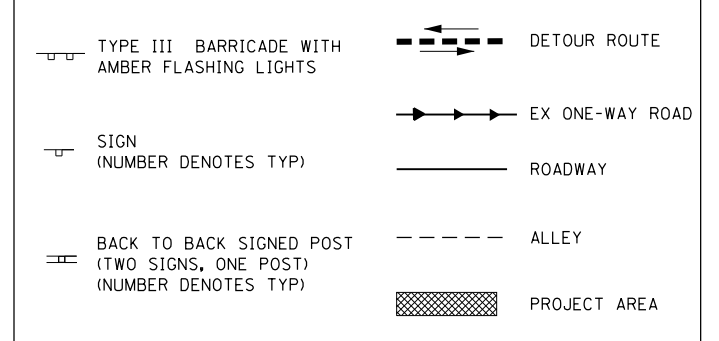 TYPE III BARRICADE WITH
AMBER FLASHING LIGHTS
SIGN
(NUMBER DENOTES TYP)
BACK TO BACK SIGNED POST
(TWO SIGNS, ONE POST)
(NUMBER DENOTES TYP)
DETOUR ROUTE
EX ONE-WAY ROAD
ROADWAY
ALLEY
PROJECT AREA